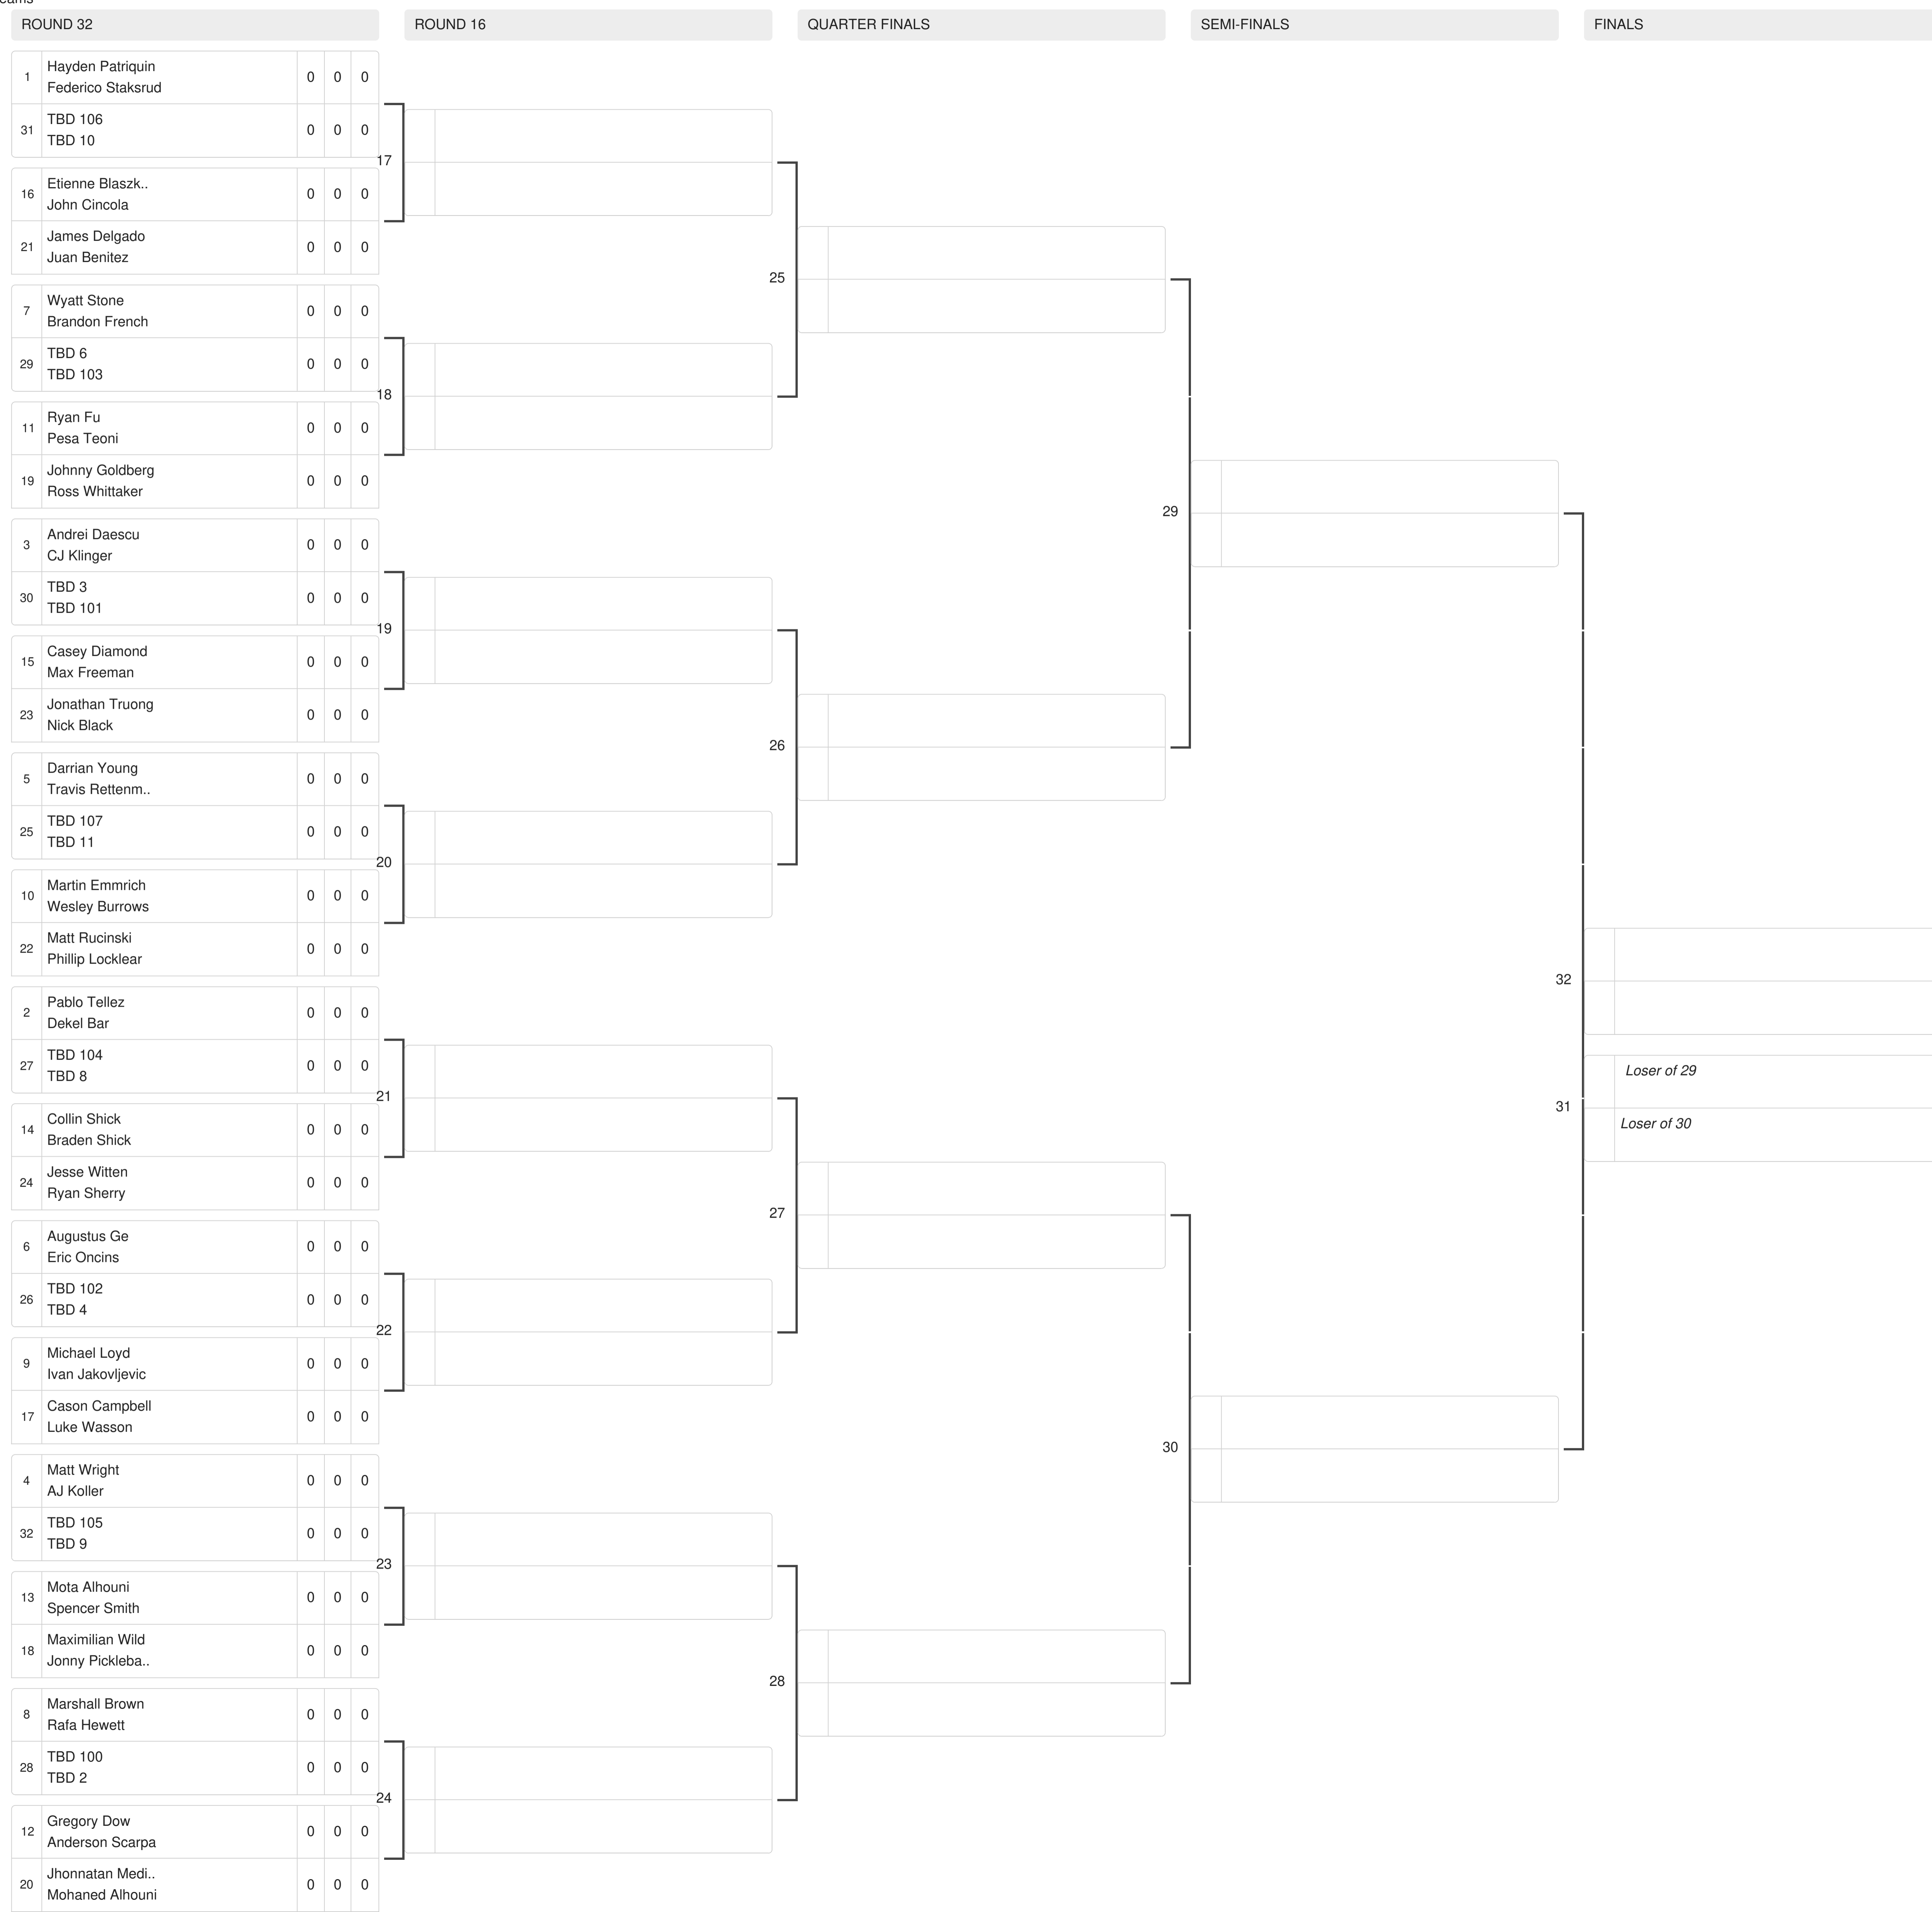 ROUND 32
ROUND 16
QUARTER FINALS
SEMI-FINALS
FINALS
1
Hayden Patriquin
Federico Staksrud
0 0 0
31
TBD 106
TBD 10
0 0 0
17
16
Etienne Blaszk..
John Cincola
0 0 0
21
James Delgado
Juan Benitez
0 0 0
25
7
Wyatt Stone
Brandon French
0 0 0
29
TBD 6
TBD 103
0 0 0
18
11
Ryan Fu
Pesa Teoni
0 0 0
19
Johnny Goldberg
Ross Whittaker
0 0 0
29
3
Andrei Daescu
CJ Klinger
0 0 0
30
TBD 3
TBD 101
0 0 0
19
15
Casey Diamond
Max Freeman
0 0 0
23
Jonathan Truong
Nick Black
0 0 0
26
5
Darrian Young
Travis Rettenm..
0 0 0
25
TBD 107
TBD 11
0 0 0
20
10
Martin Emmrich
Wesley Burrows
0 0 0
22
Matt Rucinski
Phillip Locklear
0 0 0
32
2
Pablo Tellez
Dekel Bar
0 0 0
27
TBD 104
TBD 8
0 0 0
Loser of 29
31
Loser of 30
21
14
Collin Shick
Braden Shick
0 0 0
24
Jesse Witten
Ryan Sherry
0 0 0
27
6
Augustus Ge
Eric Oncins
0 0 0
26
TBD 102
TBD 4
0 0 0
22
9
Michael Loyd
Ivan Jakovljevic
0 0 0
17
Cason Campbell
Luke Wasson
0 0 0
30
4
Matt Wright
AJ Koller
0 0 0
32
TBD 105
TBD 9
0 0 0
23
13
Mota Alhouni
Spencer Smith
0 0 0
18
Maximilian Wild
Jonny Pickleba..
0 0 0
28
8
Marshall Brown
Rafa Hewett
0 0 0
28
TBD 100
TBD 2
0 0 0
24
12
Gregory Dow
Anderson Scarpa
0 0 0
20
Jhonnatan Medi..
Mohaned Alhouni
0 0 0